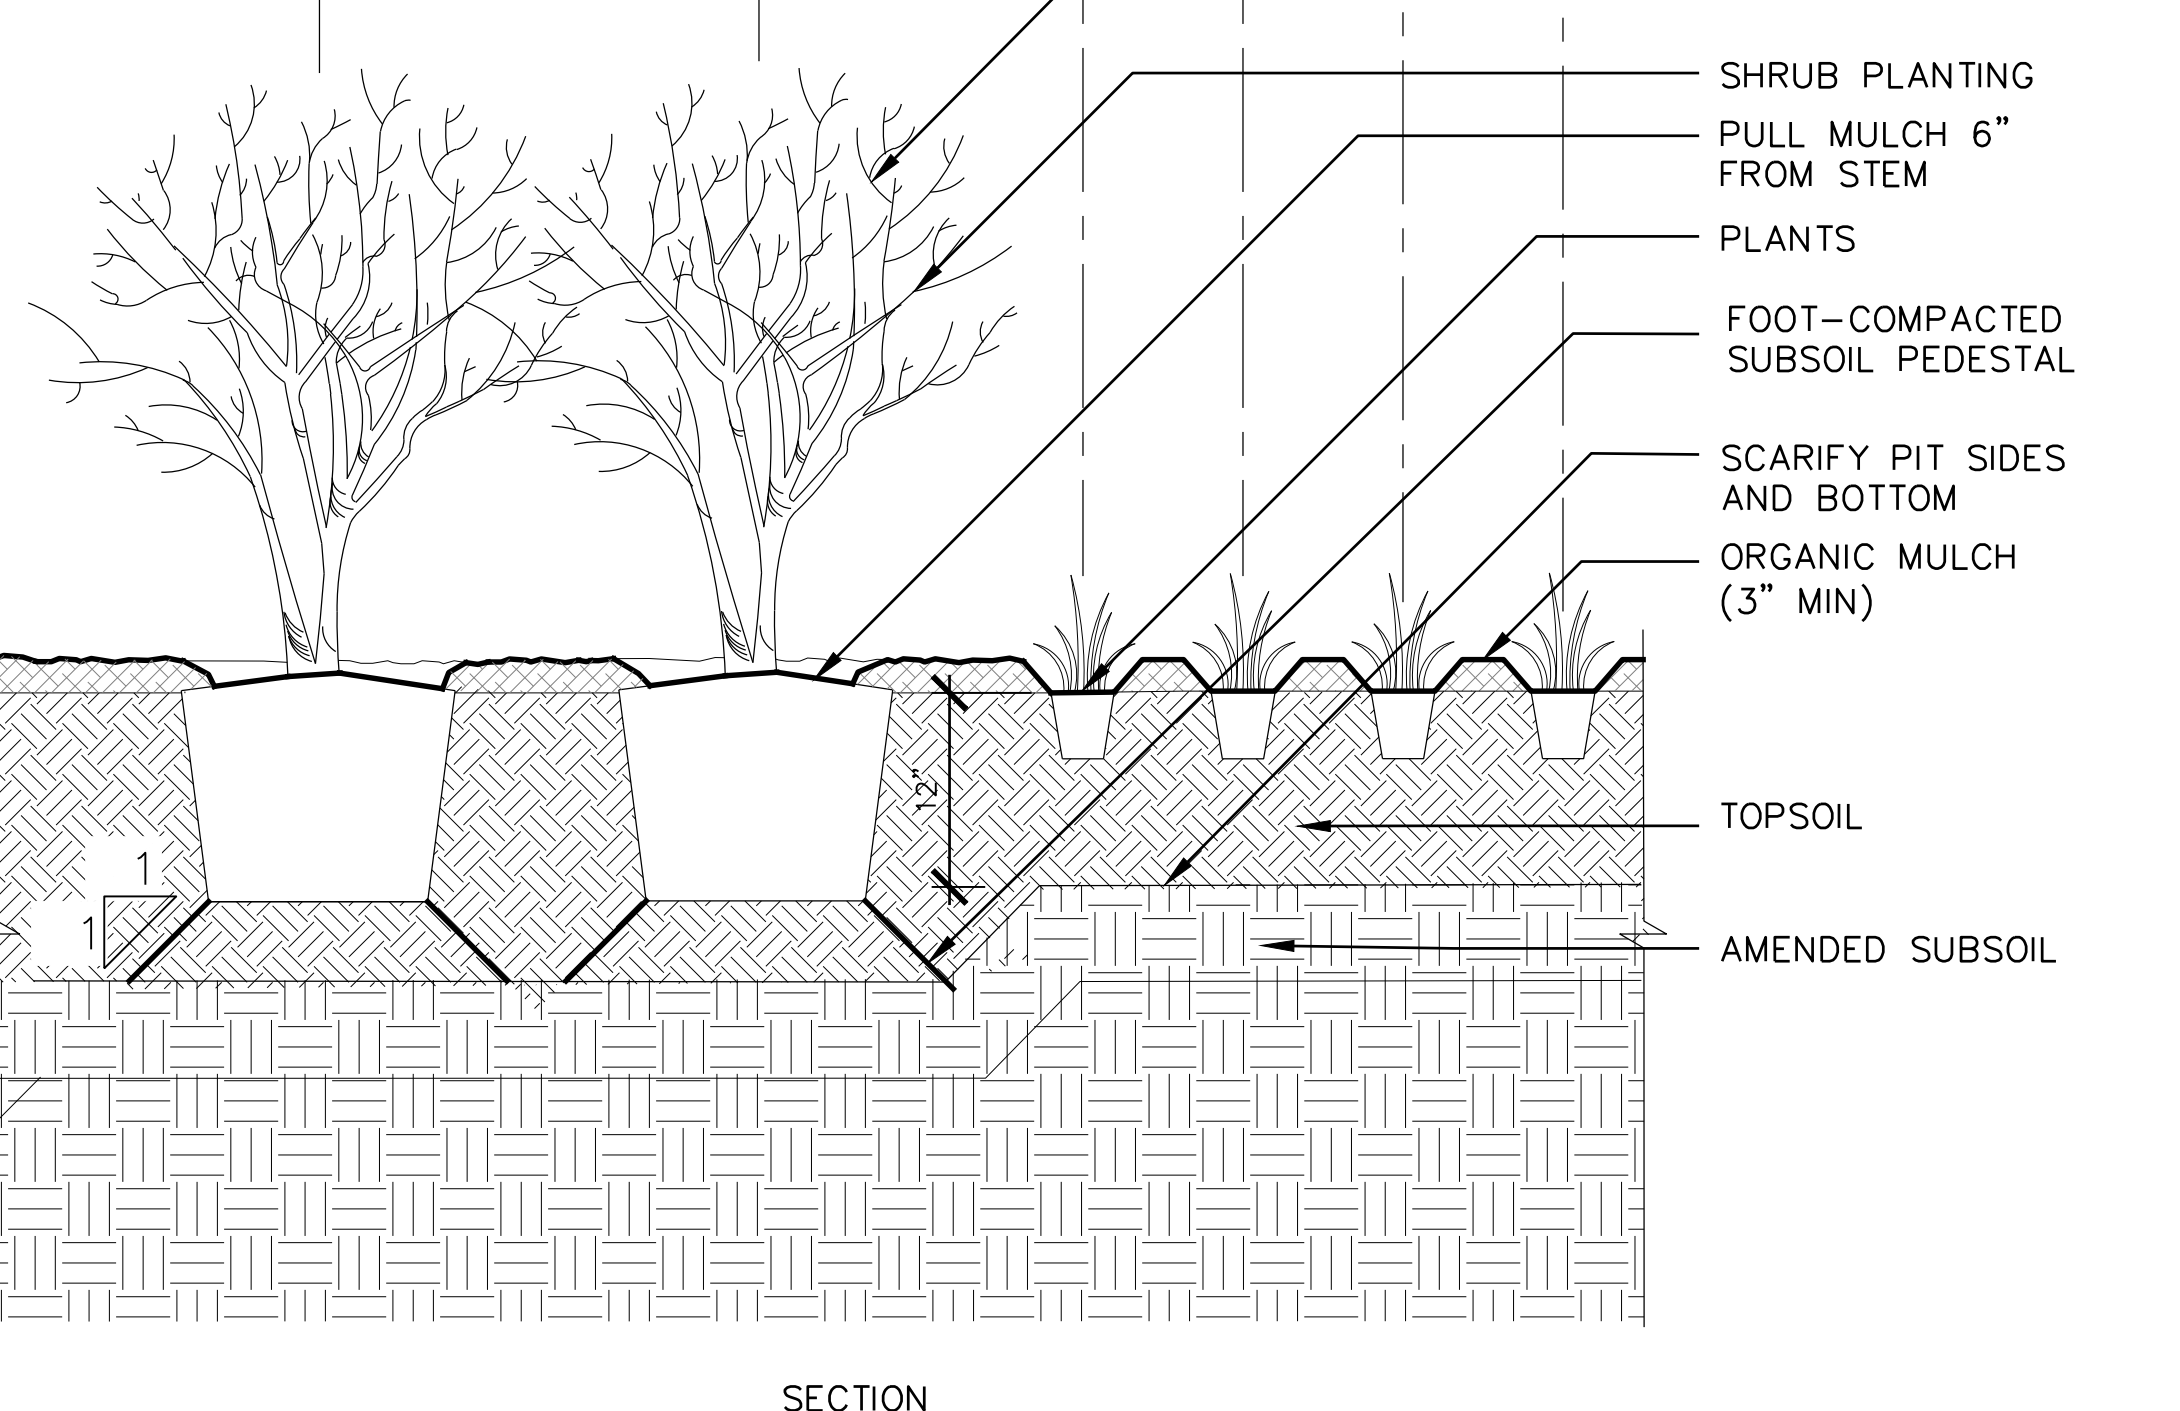 SHRUB PLANTING
PULL MULCH 6”
FROM STEM
PLANTS
FOOT-COMPACTED
SUBSOIL PEDESTAL
SCARIFY PIT SIDES
AND BOTTOM
ORGANIC MULCH
(3” MIN)
12”
TOPSOIL
1
1
AMENDED SUBSOIL
SECTION